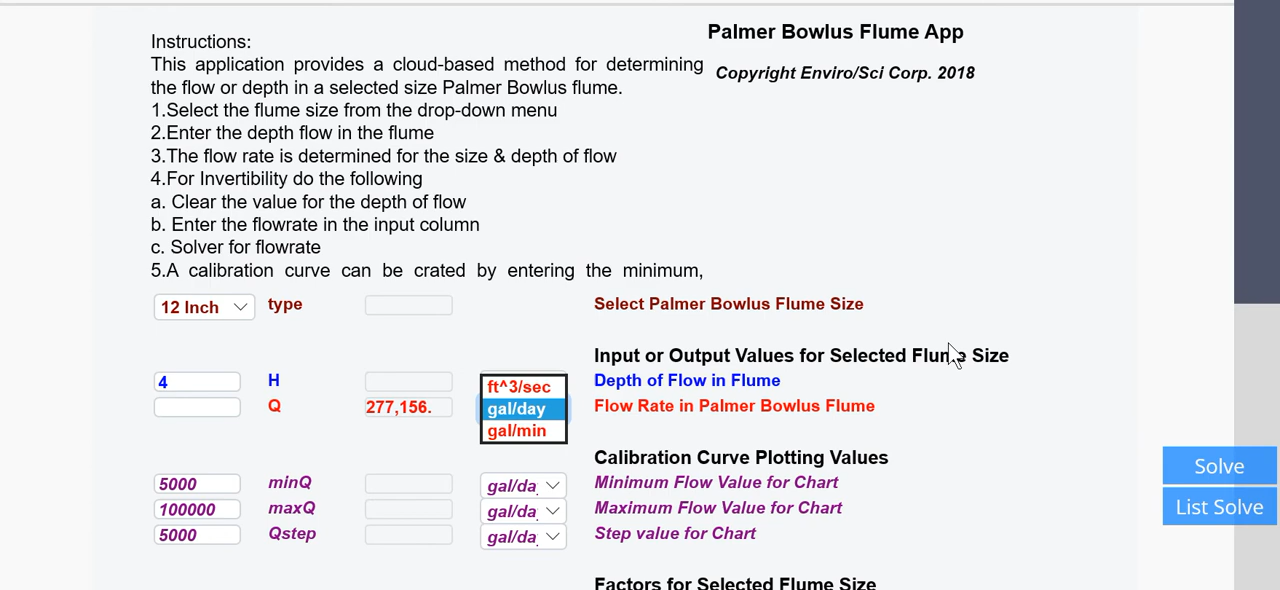 Palmer Bowlus Flume App
Copyright Enviro/Sci Corp. 2018
Instructions:
This application provides a cloud-based method for determining
the flow or depth in a selected size Palmer Bowlus flume.
1.Select the flume size from the drop-down menu
2.Enter the depth flow in the flume
3.The flow rate is determined for the size & depth of flow
4.For Invertibility do the following
a. Clear the value for the depth of flow
b. Enter the flowrate in the input column
c. Solver for flowrate
5.A calibration curve can be crated by entering the minimum,
12 Inch type Select Palmer Bowlus Flume Size
Input or Output Values for Selected Flume Size
4 H Depth of Flow in Flume
ft^3/sec
Q 277,156. gal/day Flow Rate in Palmer Bowlus Flume
gal/min
Calibration Curve Plotting Values
5000 minQ gal/da Minimum Flow Value for Chart
100000 maxQ gal/da Maximum Flow Value for Chart
5000 Qstep gal/da Step value for Chart
Factors for Selected Flume Size
Solve
List Solve